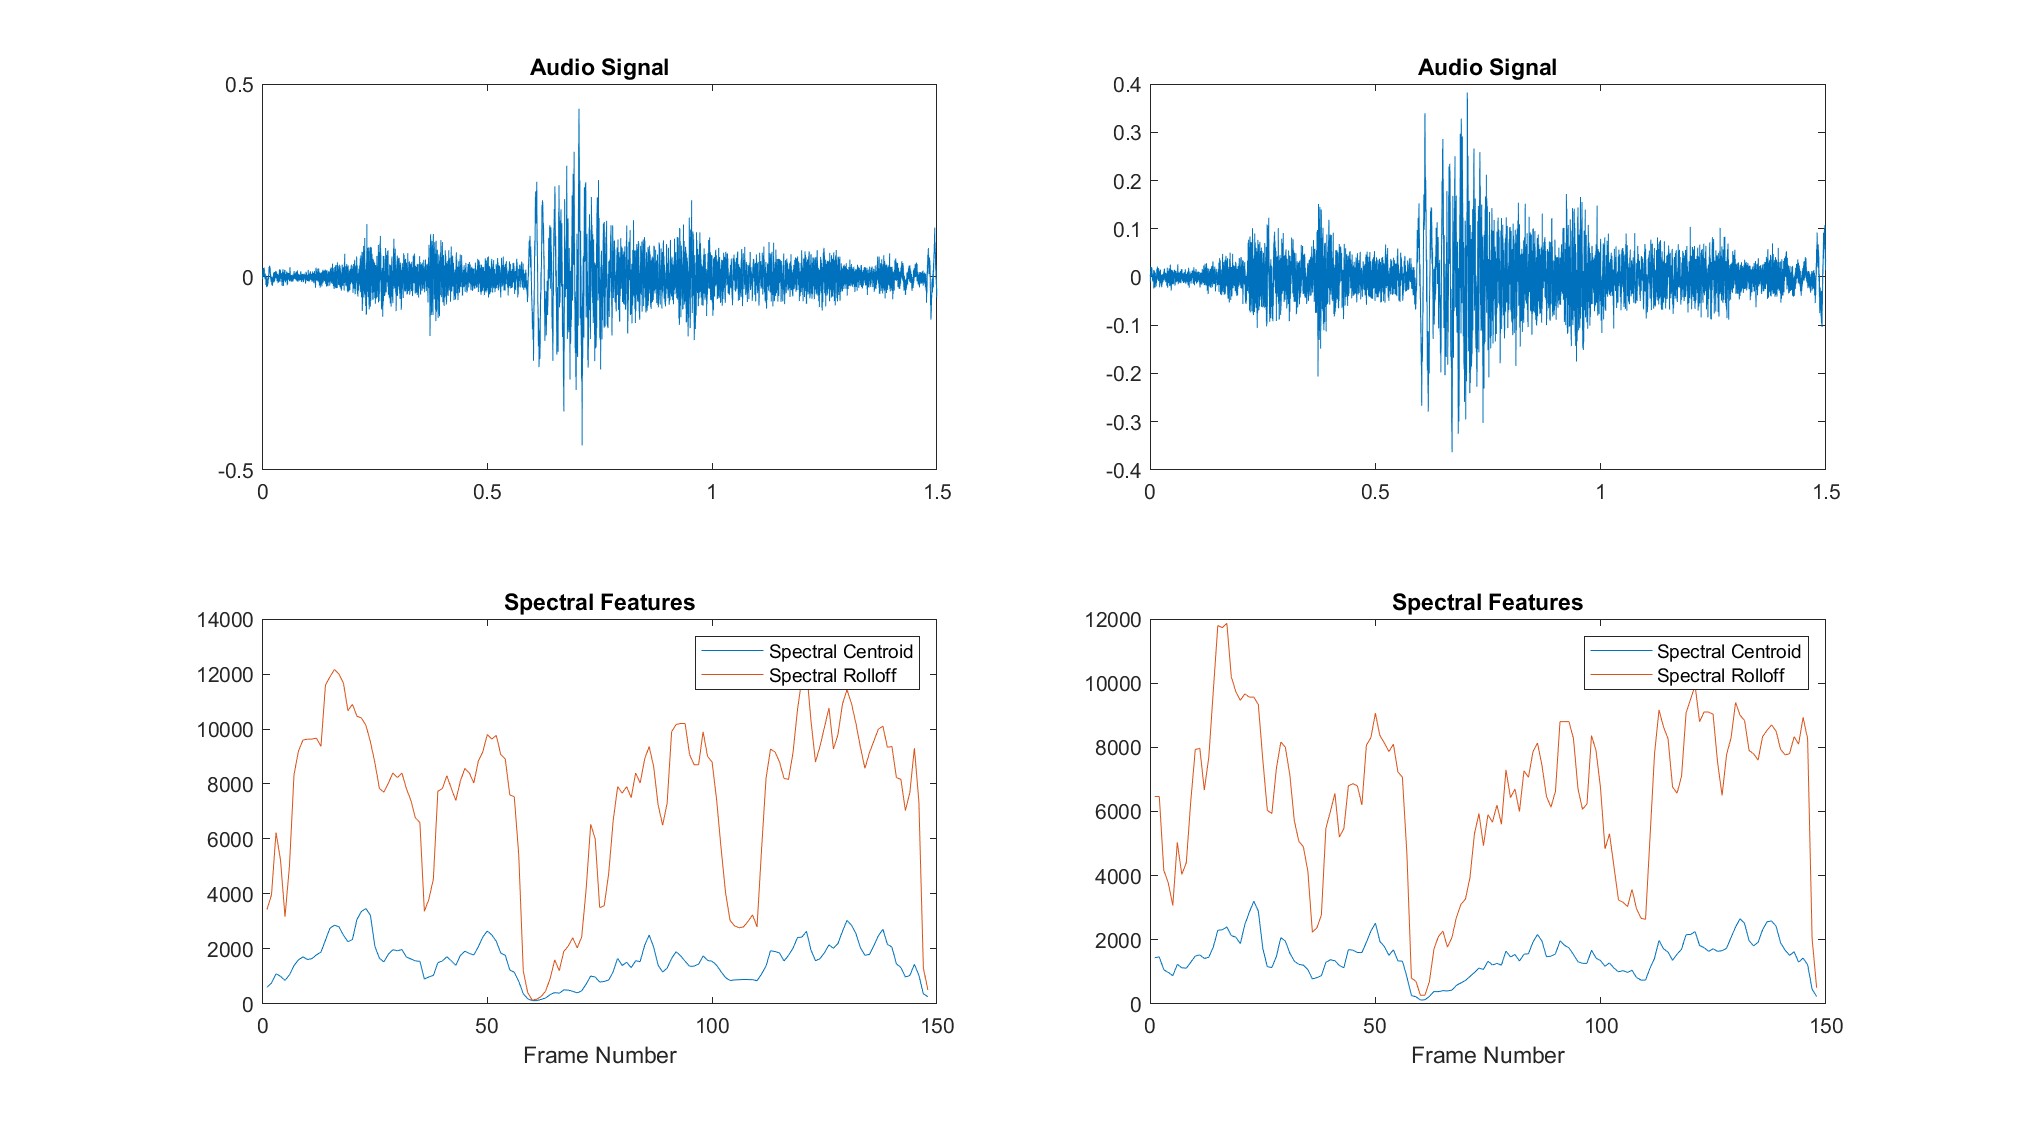 Audio Signal
0.5
0
-0.5
0 0.5 1 1.5
Audio Signal
0.4
0.3
0.2
0.1
0
-0.1
-0.2
-0.3
-0.4
0 0.5 1 1.5
Spectral Features
14000
12000
10000
8000
6000
4000
2000
0
Spectral Centroid
Spectral Rolloff
0 50 100 150
Frame Number
Spectral Features
12000
10000
8000
6000
4000
2000
0
Spectral Centroid
Spectral Rolloff
0 50 100 150
Frame Number